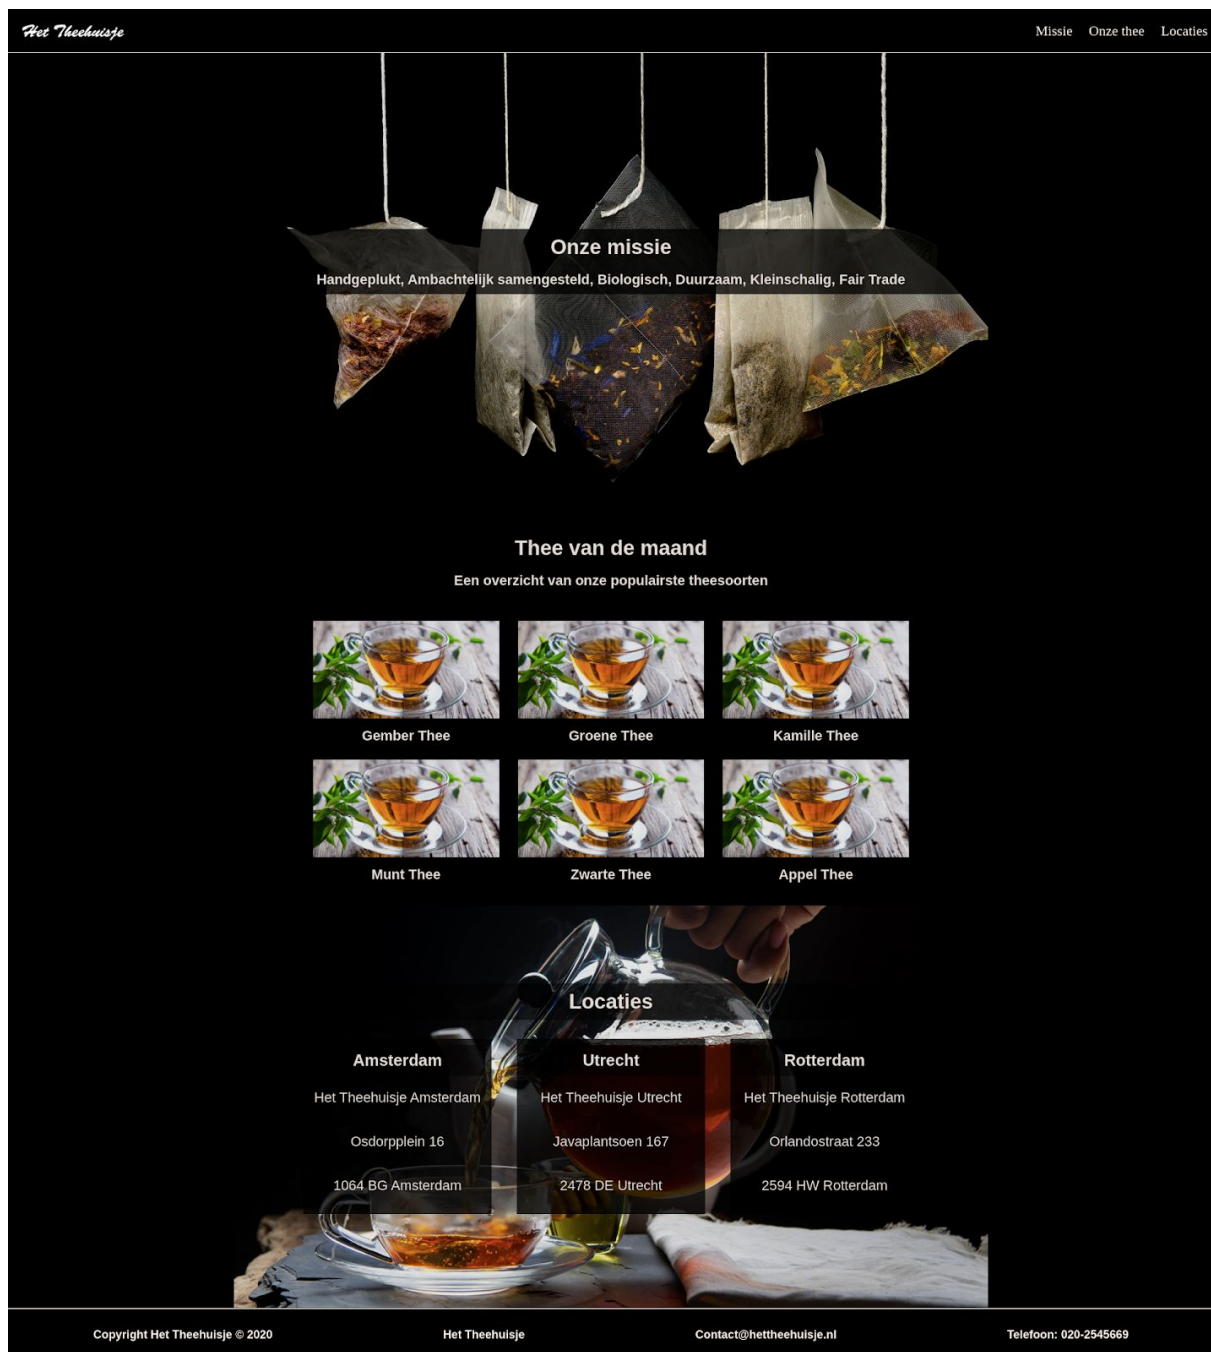 Het Theehuisje
Missie Onze thee Locaties
Onze missie
Handgeplukt, Ambachtelijk samengesteld, Biologisch, Duurzaam, Kleinschalig, Fair Trade
Thee van de maand
Een overzicht van onze populairste theesoorten
Gember Thee
Groene Thee
Kamille Thee
Munt Thee
Zwarte Thee
Appel Thee
Locaties
Amsterdam
Het Theehuisje Amsterdam
Osdorpplein 16
1064 BG Amsterdam
Utrecht
Het Theehuisje Utrecht
Javaplantsoen 167
2478 DE Utrecht
Rotterdam
Het Theehuisje Rotterdam
Orlandostraat 233
2594 HW Rotterdam
Copyright Het Theehuisje © 2020
Het Theehuisje
Contact@hettheehuisje.nl
Telefoon: 020-2545669